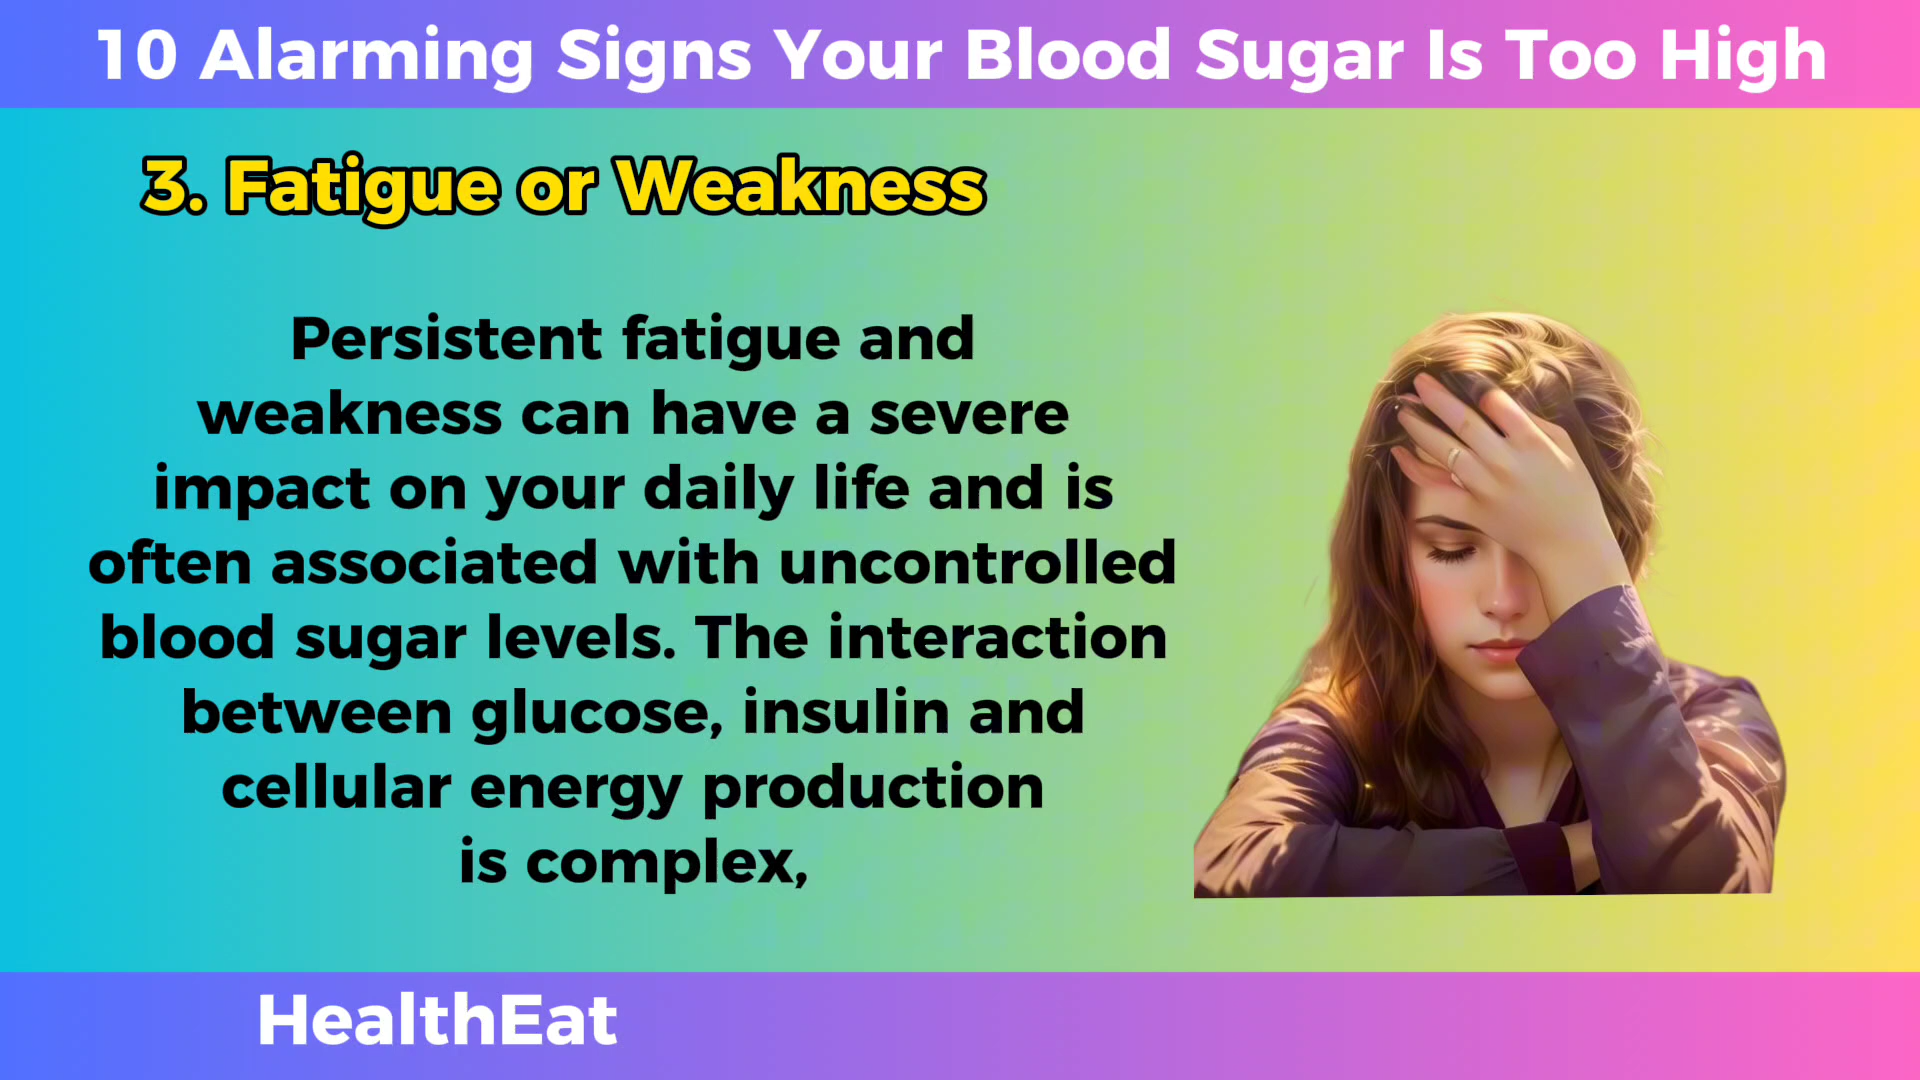 10 Alarming Signs Your Blood Sugar Is Too High
3. Fatigue or Weakness
Persistent fatigue and
weakness can have a severe
impact on your daily life and is
often associated with uncontrolled
blood sugar levels. The interaction
between glucose, insulin and
cellular energy production
is complex,
HealthEat